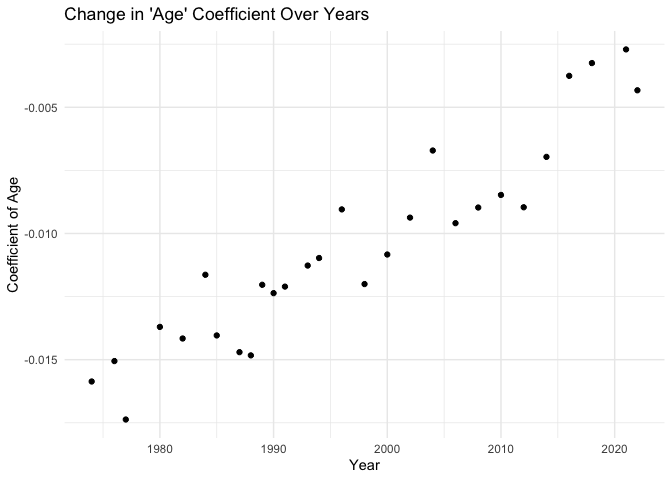 Change in 'Age' Coefficient Over Years
Coefficient of Age
-0.005
-0.010
-0.015
1980 1990 2000 2010 2020
Year